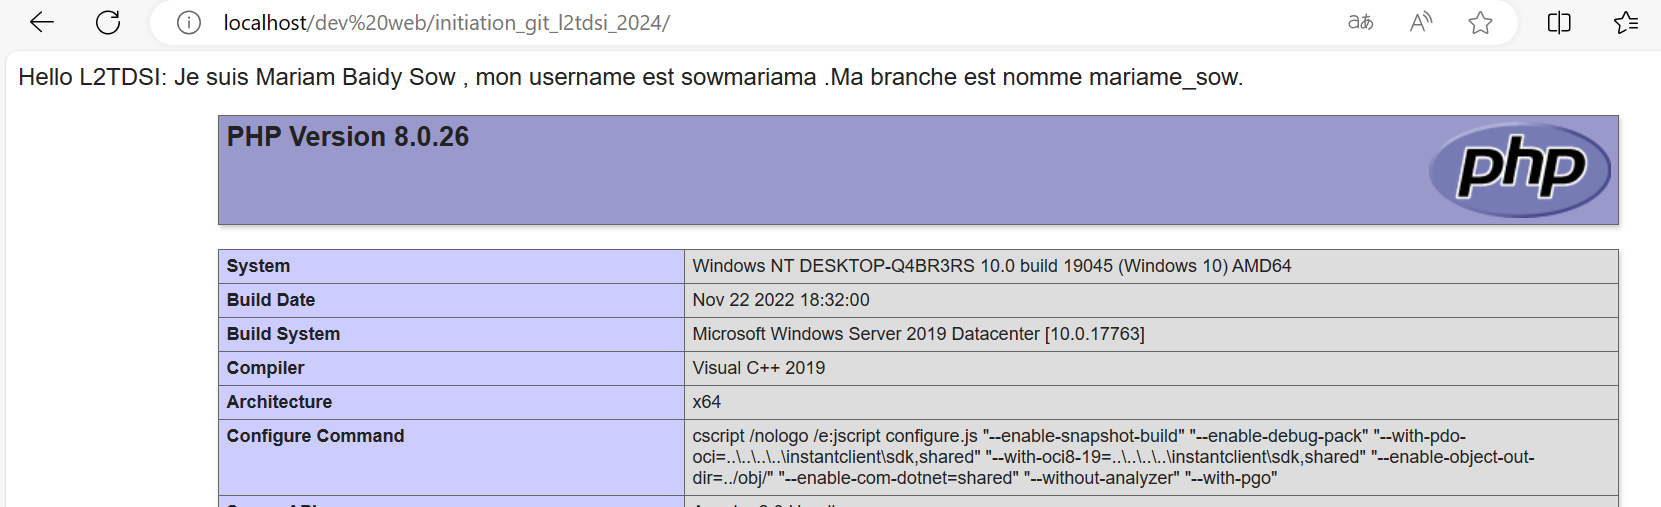 localhost/dev%20web/initiation_git_l2tdsi_2024/
Hello L2TDSI: Je suis Mariam Baidy Sow , mon username est sowmariama .Ma branche est nomme mariame_sow.
PHP Version 8.0.26
php
System Windows NT DESKTOP-Q4BR3RS 10.0 build 19045 (Windows 10) AMD64
Build Date Nov 22 2022 18:32:00
Build System Microsoft Windows Server 2019 Datacenter [10.0.17763]
Compiler Visual C++ 2019
Architecture x64
Configure Command cscript /nologo /e:jscript configure.js "--enable-snapshot-build" "--enable-debug-pack" "--with-pdo-
oci=..\..\..\..\instantclient\sdk,shared" "--with-oci8-19=..\..\..\..\instantclient\sdk,shared" "--enable-object-out-
dir=../obj/" "--enable-com-dotnet=shared" "--without-analyzer" "--with-pgo"